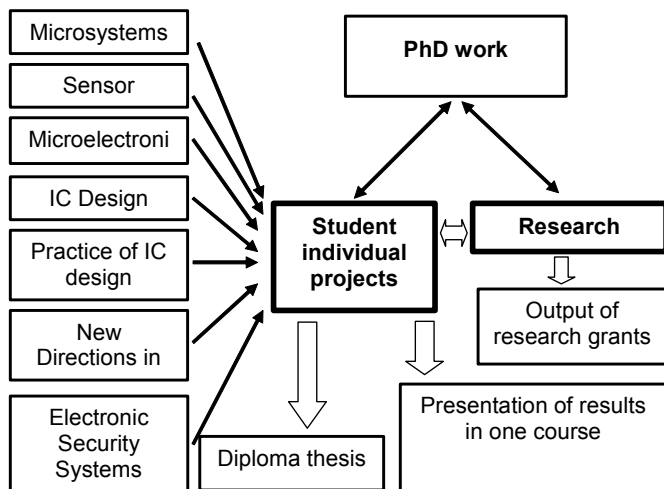 Microsystems
Sensor
Microelectroni
IC Design
Practice of IC
design
New
Directions in
Electronic
Security
Systems
PhD work
Student
individual
projects
Research
Output of
research grants
Presentation of results
in one course
Diploma thesis